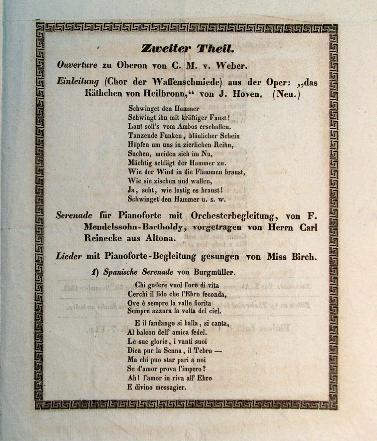 Zweiter Theil.
Ouverture zu Oberon von C. M. v. Weber.
Einleitung (Chor der Waffenschmiede) aus der Oper: „das
Käthchen von Heilbronn,“ von J. Hoven. (Neu.)
Schwinget den Hammer
Schwingt ihn mit kräftiger Faust!
Laut soll's vom Ambos erschallen.
Tanzende Funken, bläulicher Schein
Hüpfen um uns in zierlichen Reihn,
Suchen, meiden sich im Nu,
Mächtig schlägt der Hammer zu.
Wie der Wind in die Flammen braust,
Wie sie zischen und wallen,
Ja, seht, wie lustig es braust!
Schwinget den Hammer u. s. w.
Serenade für Pianoforte mit Orchesterbegleitung, von F.
Mendelssohn-Bartholdy, vorgetragen von Herrn Carl
Reinecke aus Altona.
Lieder mit Pianoforte-Begleitung gesungen von Miss Birch.
1) Spanische Serenade von Burgmüller.
Chi godere vuol l'ore di vita
Cerchi il lido che l'Ebro feconda,
Ove è sempre la valle fiorita
Sempre azzura la volta del ciel.
E il fandango si balla, si canta,
Al balcon dell'amica fedel.
Le sue glorie, i vanti suoi
Dica pur la Senna, il Tebro —
Ma chi puo star pari a noi
Se d'amor prova l'impero?
Ah! l'amor in riva all' Ebro
E divino messagier.